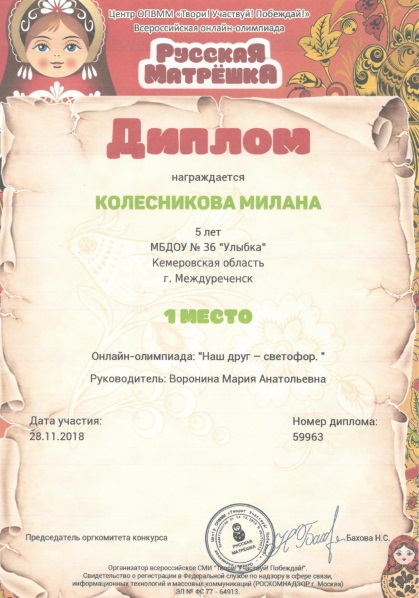 Центр ОПВММ «Твори! Участвуй! Побеждай!»
Всероссийская онлайн-олимпиада
Русская
Матрёшка
Диплом
награждается
КОЛЕСНИКОВА МИЛАНА
5 лет
МБДОУ № 36 "Улыбка"
Кемеровская область
г. Междуреченск
1 МЕСТО
Онлайн-олимпиада: "Наш друг – светофор. "
Руководитель: Воронина Мария Анатольевна
Дата участия:
28.11.2018
Номер диплома:
59963
Председатель оргкомитета конкурса
РУССКАЯ
МАТРЕШКА
Бахова Н.С.
Организатор всероссийское СМИ "Твори! Участвуй! Побеждай!".
Свидетельство о регистрации в Федеральной службе по надзору в сфере связи,
информационных технологий и массовых коммуникаций (РОСКОМНАДЗОР г. Москва)
ЭЛ № ФС 77 - 64913.